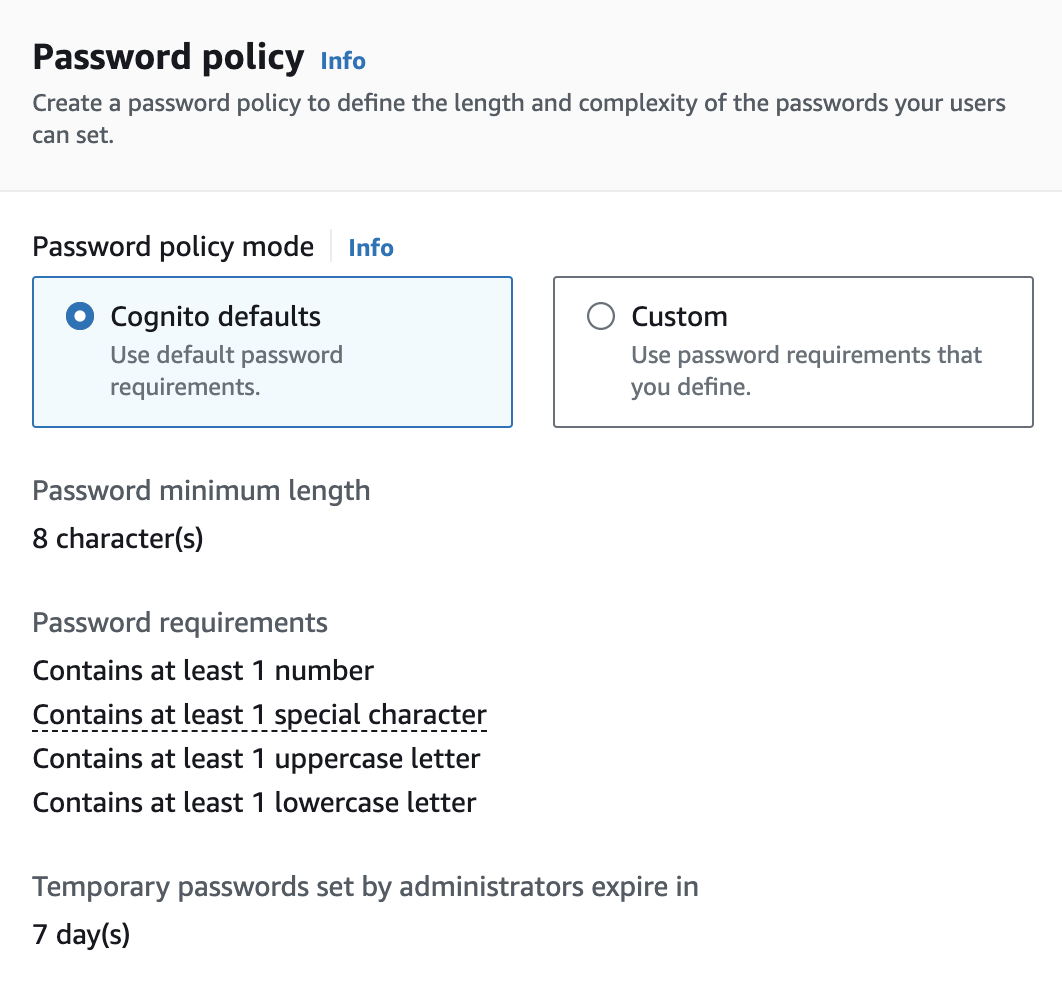 Password policy Info
Create a password policy to define the length and complexity of the passwords your users
can set.
Password policy mode Info
Cognito defaults
Use default password
requirements.
Custom
Use password requirements that
you define.
Password minimum length
8 character(s)
Password requirements
Contains at least 1 number
Contains at least 1 special character
Contains at least 1 uppercase letter
Contains at least 1 lowercase letter
Temporary passwords set by administrators expire in
7 day(s)